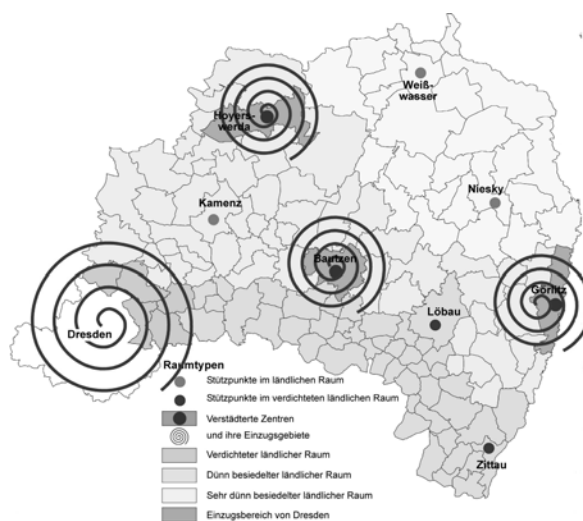 Weiß-
wasser
Hoyers-
werda
Niesky
Kamenz
Bautzen
Görlitz
Löbau
Dresden
Zittau
Raumtypen
Stützpunkte im ländlichen Raum
Stützpunkte im verdichteten ländlichen Raum
Verstädterte Zentren
und ihre Einzugsgebiete
Verdichteter ländlicher Raum
Dünn besiedelter ländlicher Raum
Sehr dünn besiedelter ländlicher Raum
Einzugsbereich von Dresden